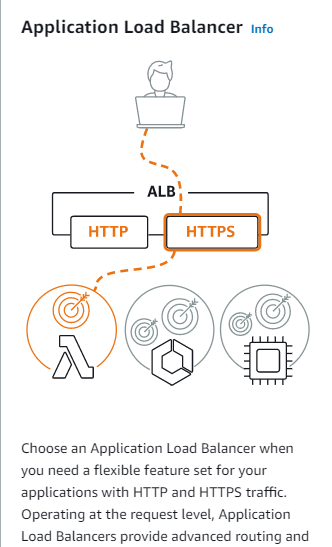 Application Load Balancer Info
ALB
HTTP HTTPS
Choose an Application Load Balancer when
you need a flexible feature set for your
applications with HTTP and HTTPS traffic.
Operating at the request level, Application
Load Balancers provide advanced routing and